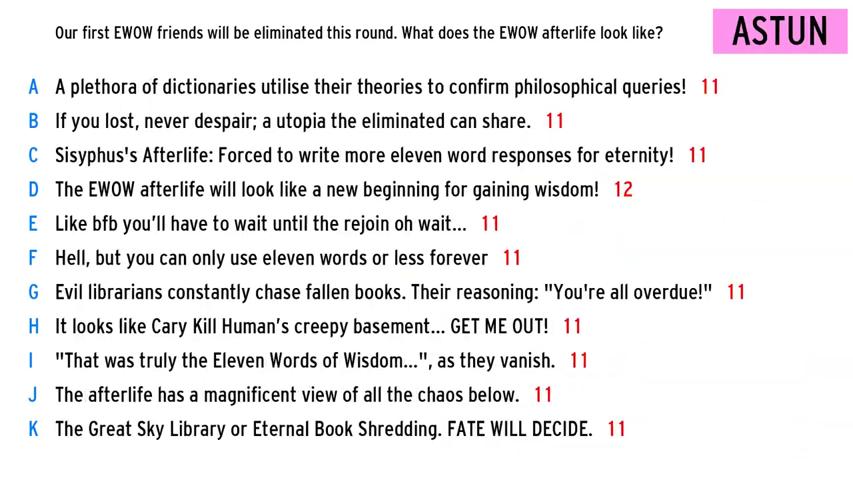 Our first EWOW friends will be eliminated this round. What does the EWOW afterlife look like?
ASTUN
A A plethora of dictionaries utilise their theories to confirm philosophical queries! 11
B If you lost, never despair; a utopia the eliminated can share. 11
C Sisyphus's Afterlife: Forced to write more eleven word responses for eternity! 11
D The EWOW afterlife will look like a new beginning for gaining wisdom! 12
E Like bfb you’ll have to wait until the rejoin oh wait... 11
F Hell, but you can only use eleven words or less forever 11
G Evil librarians constantly chase fallen books. Their reasoning: "You're all overdue!" 11
H It looks like Cary Kill Human’s creepy basement... GET ME OUT! 11
I "That was truly the Eleven Words of Wisdom...", as they vanish. 11
J The afterlife has a magnificent view of all the chaos below. 11
K The Great Sky Library or Eternal Book Shredding. FATE WILL DECIDE. 11